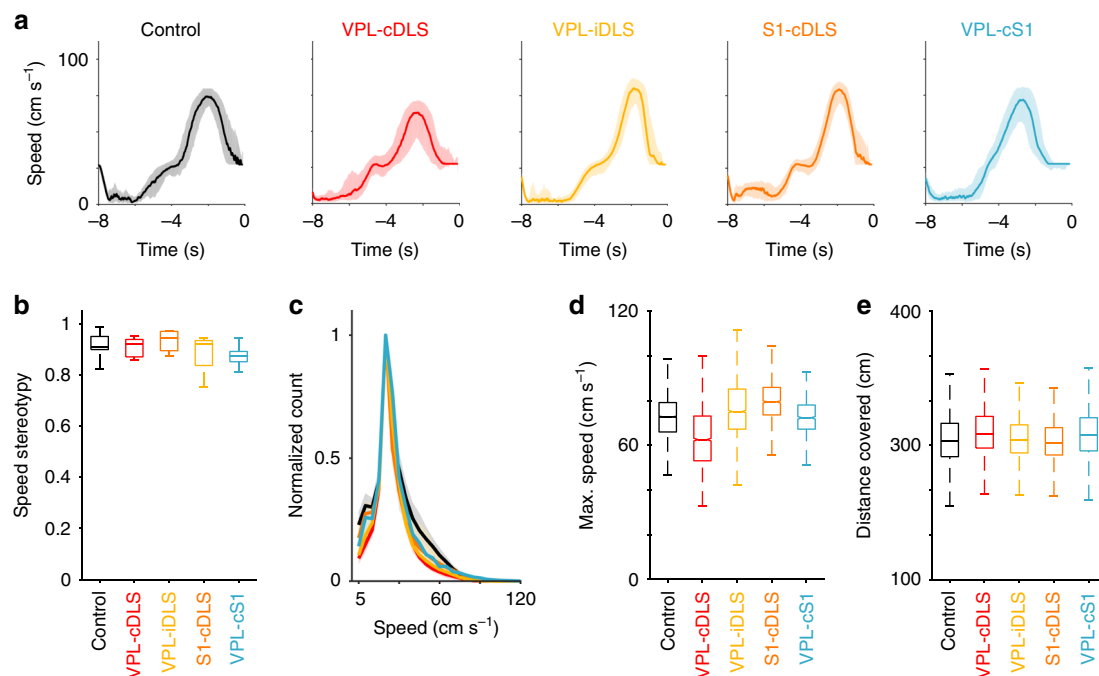 a
Control
VPL-cDLS
VPL-iDLS
S1-cDLS
VPL-cS1
Speed (cm s⁻¹)
100
0
−8 −4 0
−8 −4 0
−8 −4 0
−8 −4 0
−8 −4 0
Time (s)
Time (s)
Time (s)
Time (s)
Time (s)
b
Speed stereotypy
1
0.8
0.6
0.4
0.2
0
Control
VPL-cDLS
VPL-iDLS
S1-cDLS
VPL-cS1
c
Normalized count
1
0.5
0
5 60 120
Speed (cm s⁻¹)
d
Max. speed (cm s⁻¹)
120
60
0
Control
VPL-cDLS
VPL-iDLS
S1-cDLS
VPL-cS1
e
Distance covered (cm)
400
300
100
Control
VPL-cDLS
VPL-iDLS
S1-cDLS
VPL-cS1